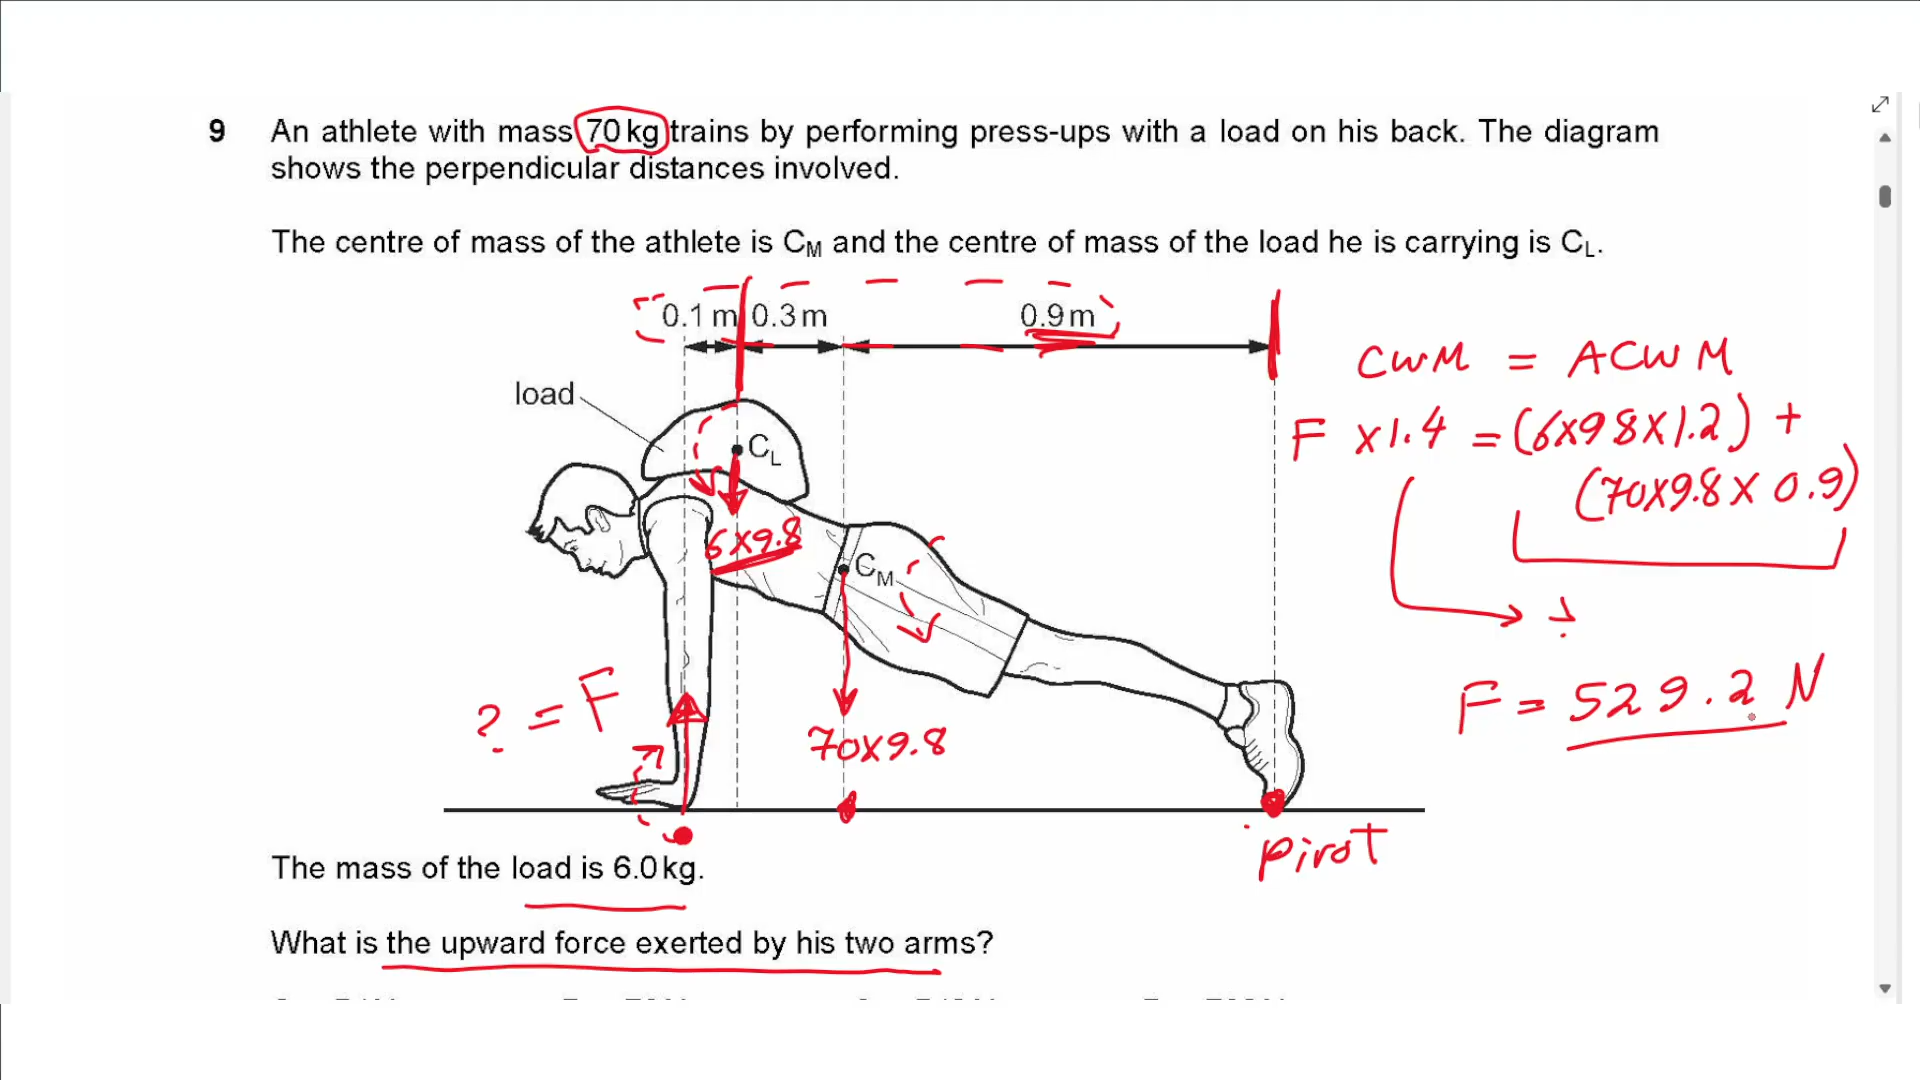 9 An athlete with mass 70 kg trains by performing press-ups with a load on his back. The diagram
shows the perpendicular distances involved.
The centre of mass of the athlete is CM and the centre of mass of the load he is carrying is CL.
0.1 m 0.3 m 0.9 m
CWM = ACWM
load
F x1.4 = (6x98x1.2) +
CL
(70x9.8x 0.9)
6x9.8
CM
F = 529.2 N
? = F
70x9.8
pivot
The mass of the load is 6.0 kg.
What is the upward force exerted by his two arms?